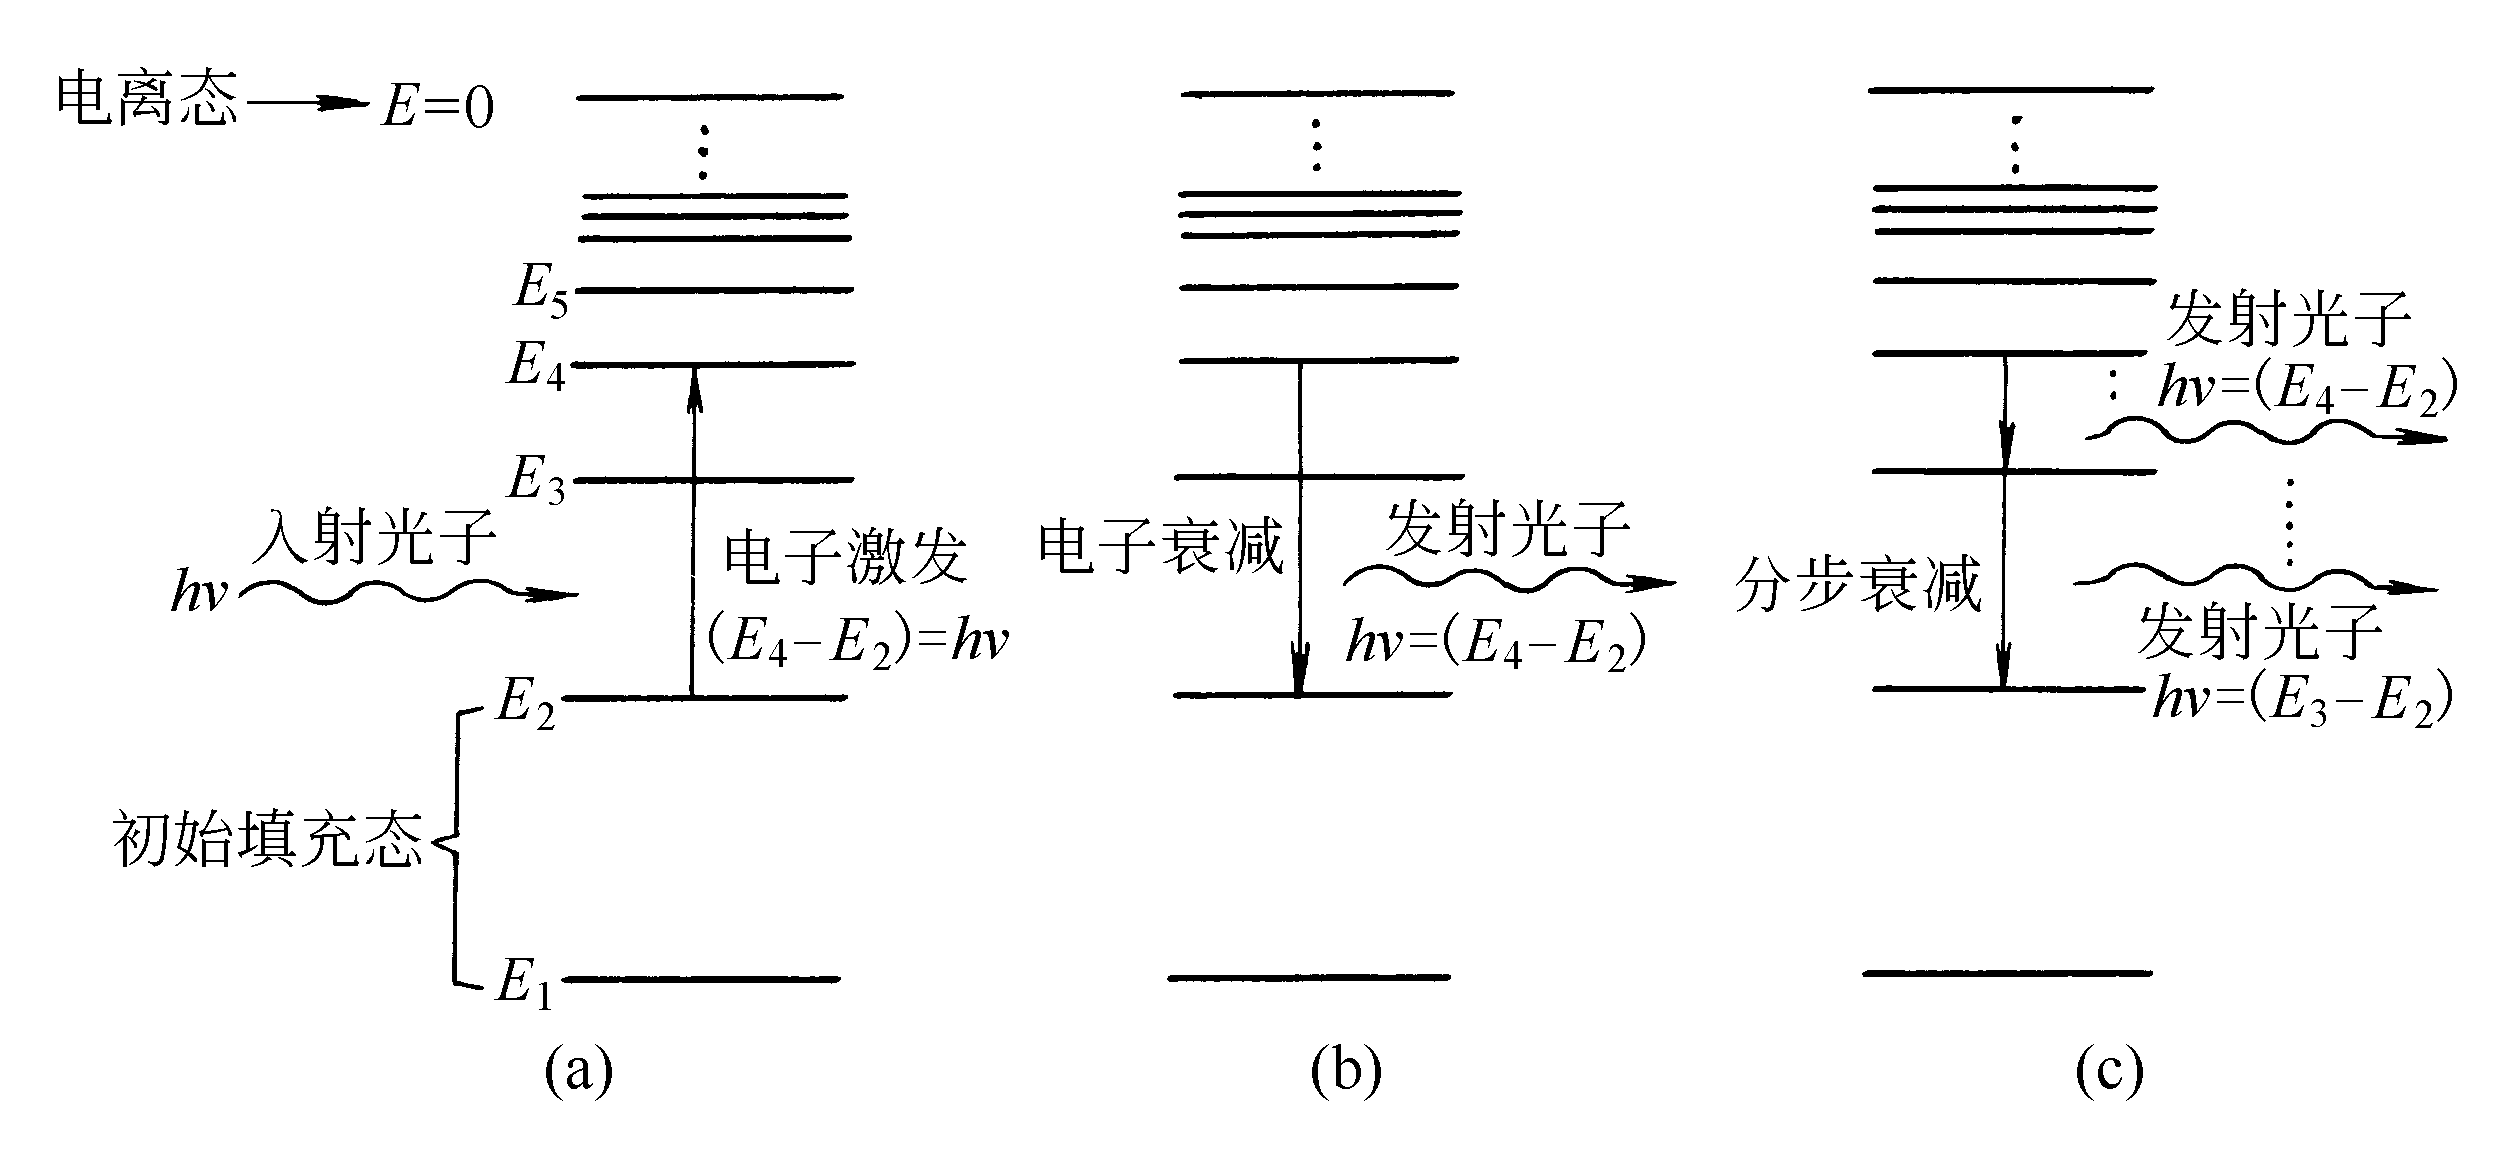 电离态 E=0
E5
E4
E3
入射光子
hν
电子激发
(E4−E2)=hν
E2
初始填充态
E1
(a)
电子衰减
发射光子
hν=(E4−E2)
(b)
发射光子
hν=(E4−E2)
分步衰减
发射光子
hν=(E3−E2)
(c)